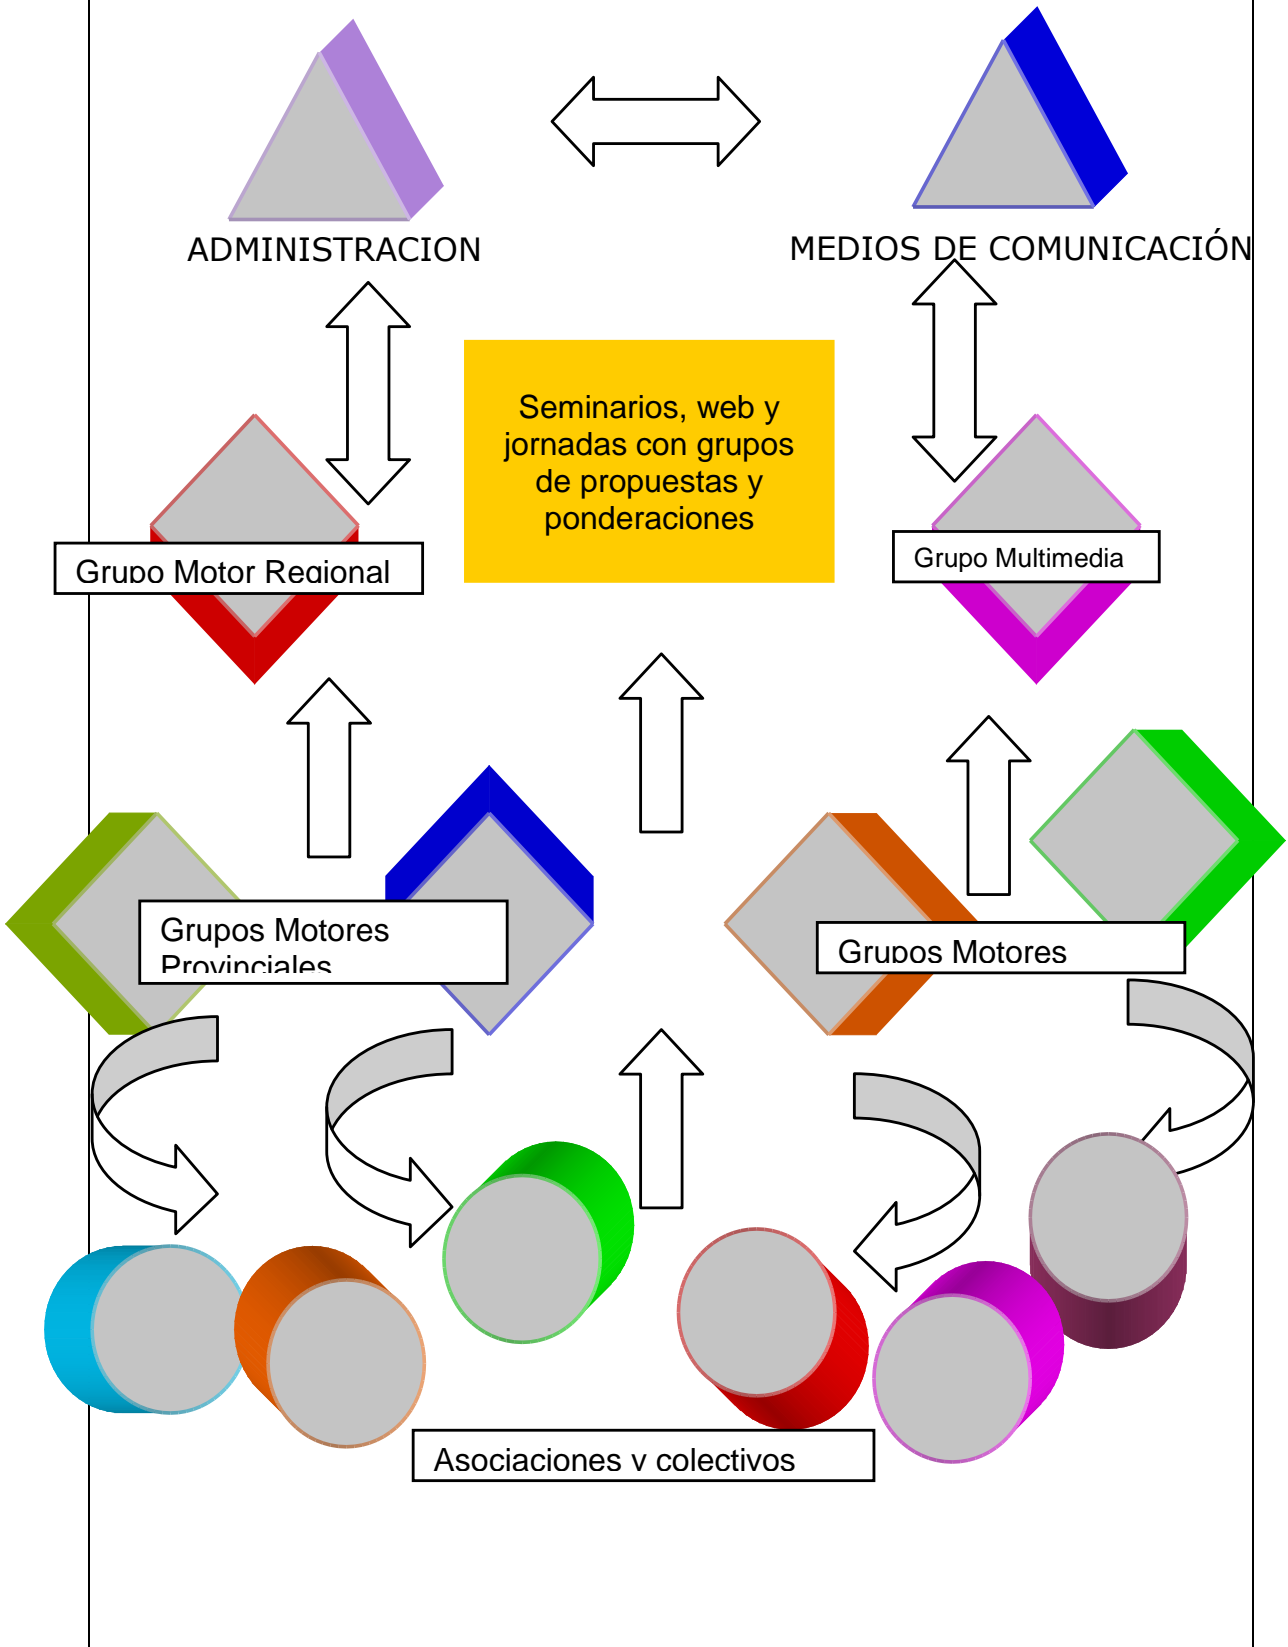 ADMINISTRACION
MEDIOS DE COMUNICACIÓN
Seminarios, web y
jornadas con grupos
de propuestas y
ponderaciones
Grupo Motor Regional
Grupo Multimedia
Grupos Motores
Provinciales
Grupos Motores
Asociaciones y colectivos